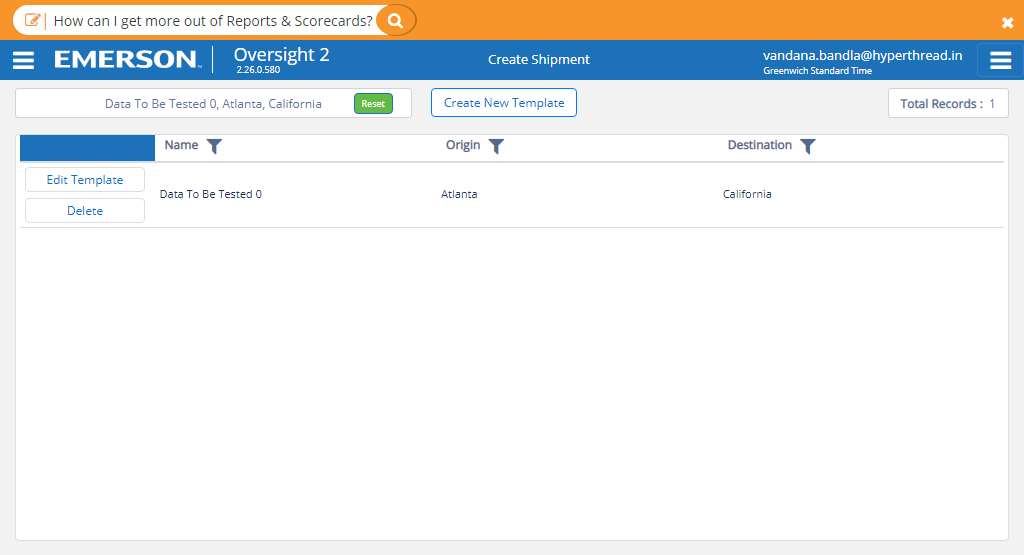 How can I get more out of Reports & Scorecards?
EMERSON™ Oversight 2
2.26.0.580
Create Shipment
vandana.bandla@hyperthread.in
Greenwich Standard Time
Data To Be Tested 0, Atlanta, California Reset
Create New Template
Total Records : 1
Name Origin Destination
Edit Template
Delete
Data To Be Tested 0 Atlanta California